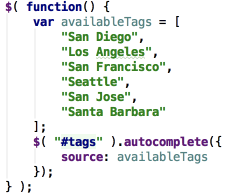 $( function() {
    var availableTags = [
        "San Diego",
        "Los Angeles",
        "San Francisco",
        "Seattle",
        "San Jose",
        "Santa Barbara"
    ];
    $( "#tags" ).autocomplete({
        source: availableTags
    });
} );